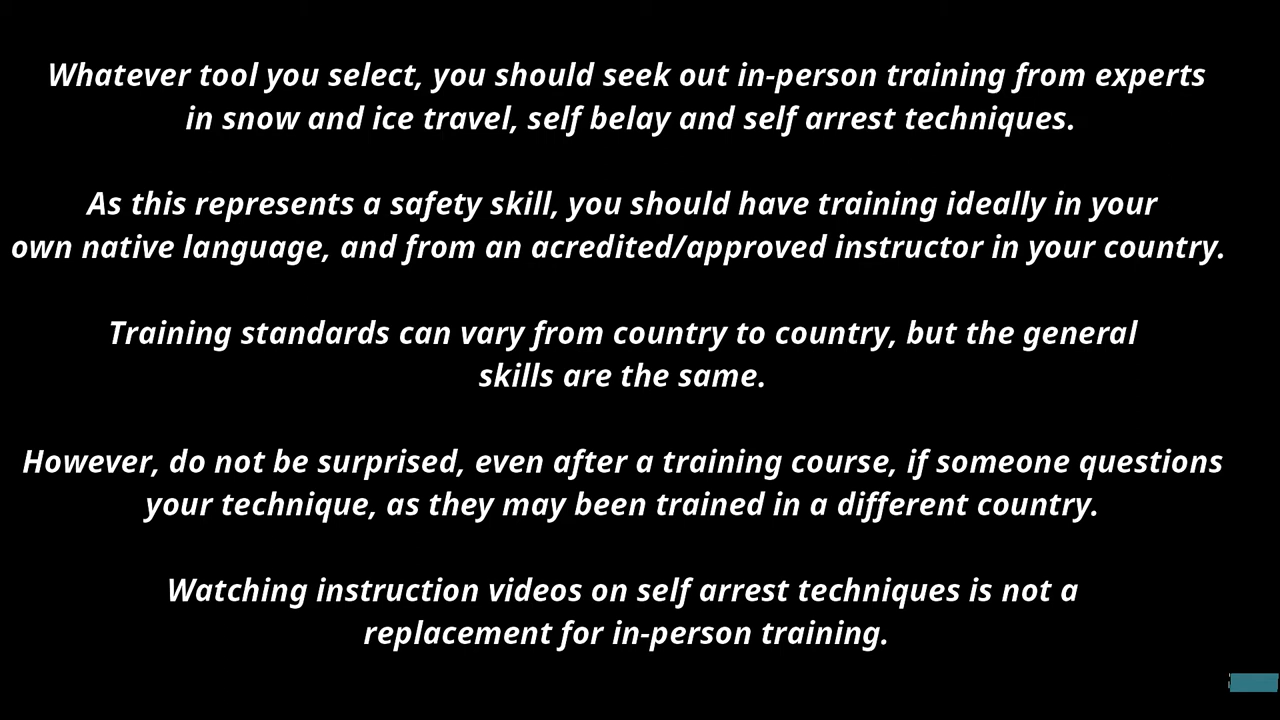 Whatever tool you select, you should seek out in-person training from experts
in snow and ice travel, self belay and self arrest techniques.
As this represents a safety skill, you should have training ideally in your
own native language, and from an acredited/approved instructor in your country.
Training standards can vary from country to country, but the general
skills are the same.
However, do not be surprised, even after a training course, if someone questions
your technique, as they may been trained in a different country.
Watching instruction videos on self arrest techniques is not a
replacement for in-person training.